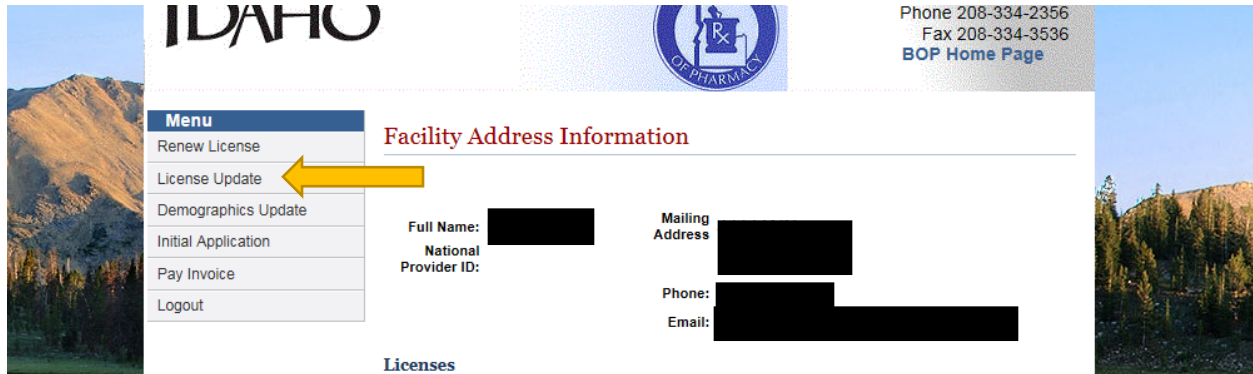 IDAHO
Rx
OF PHARMACY
Phone 208-334-2356
Fax 208-334-3536
BOP Home Page
Menu
Renew License
License Update
Demographics Update
Initial Application
Pay Invoice
Logout
Facility Address Information
Full Name:
National
Provider ID:
Mailing
Address
Phone:
Email:
Licenses